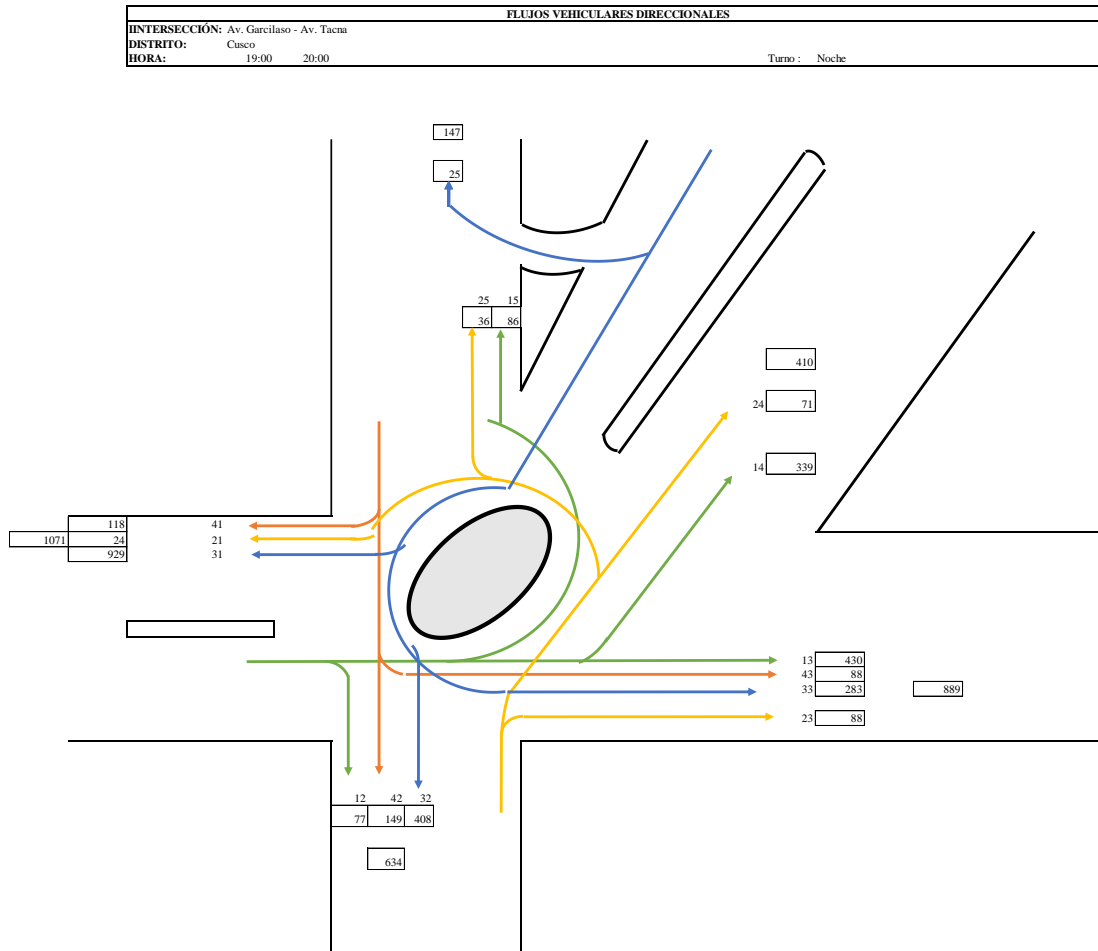 FLUJOS VEHICULARES DIRECCIONALES
IINTERSECCIÓN: Av. Garcilaso - Av. Tacna
DISTRITO: Cusco
HORA: 19:00 20:00 Turno : Noche
147
25
25 15
36 86
410
24 71
14 339
118 41
1071 24 21
929 31
13 430
43 88
33 283 889
23 88
12 42 32
77 149 408
634